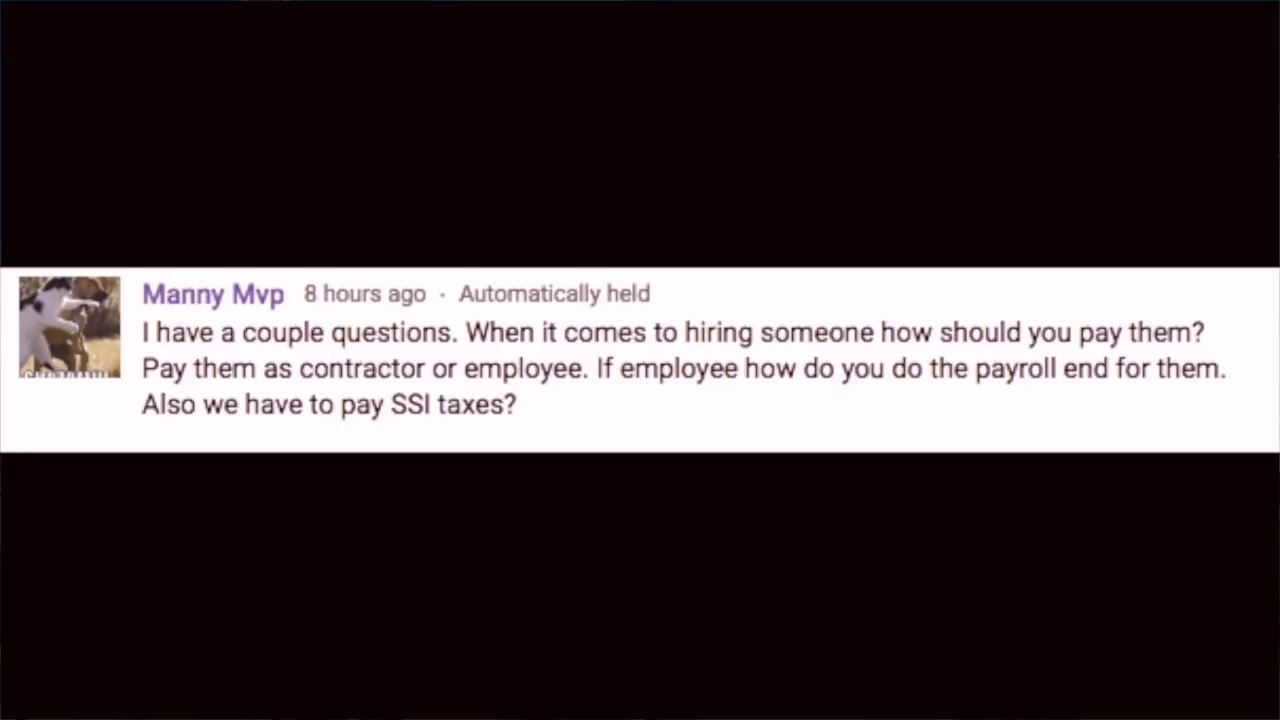 Manny Mvp 8 hours ago · Automatically held
I have a couple questions. When it comes to hiring someone how should you pay them?
Pay them as contractor or employee. If employee how do you do the payroll end for them.
Also we have to pay SSI taxes?